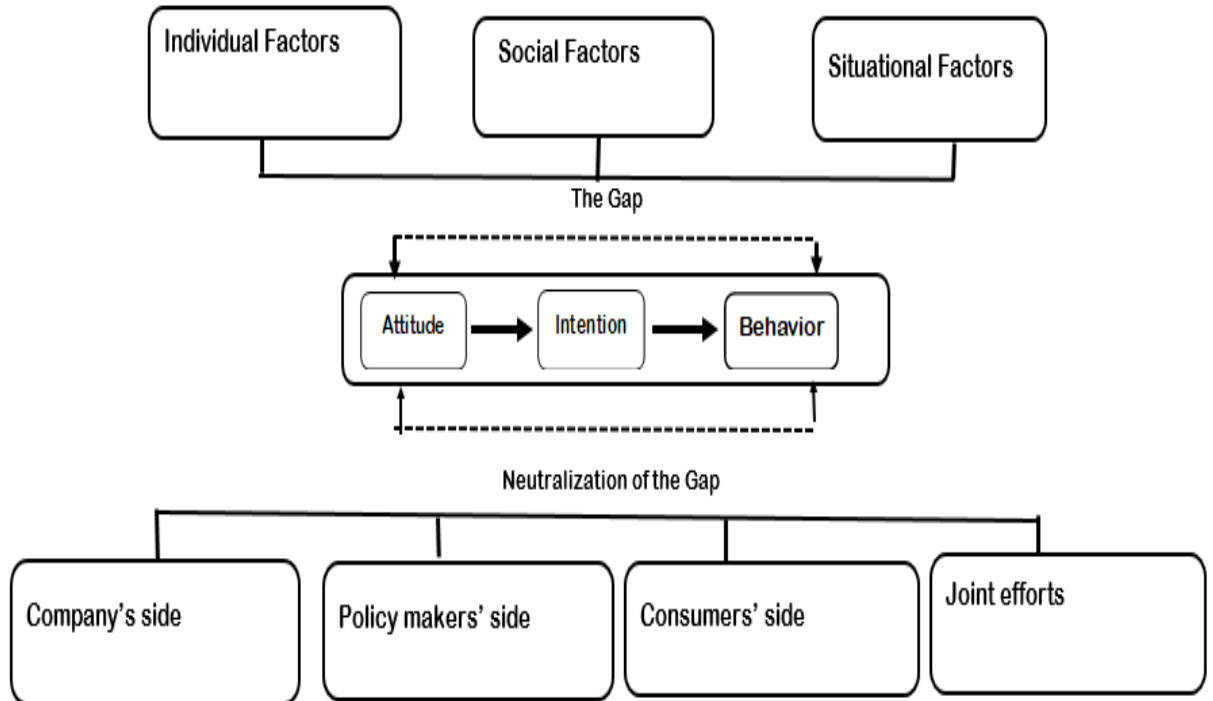 Individual Factors
Social Factors
Situational Factors
The Gap
Attitude
Intention
Behavior
Neutralization of the Gap
Company’s side
Policy makers’ side
Consumers’ side
Joint efforts